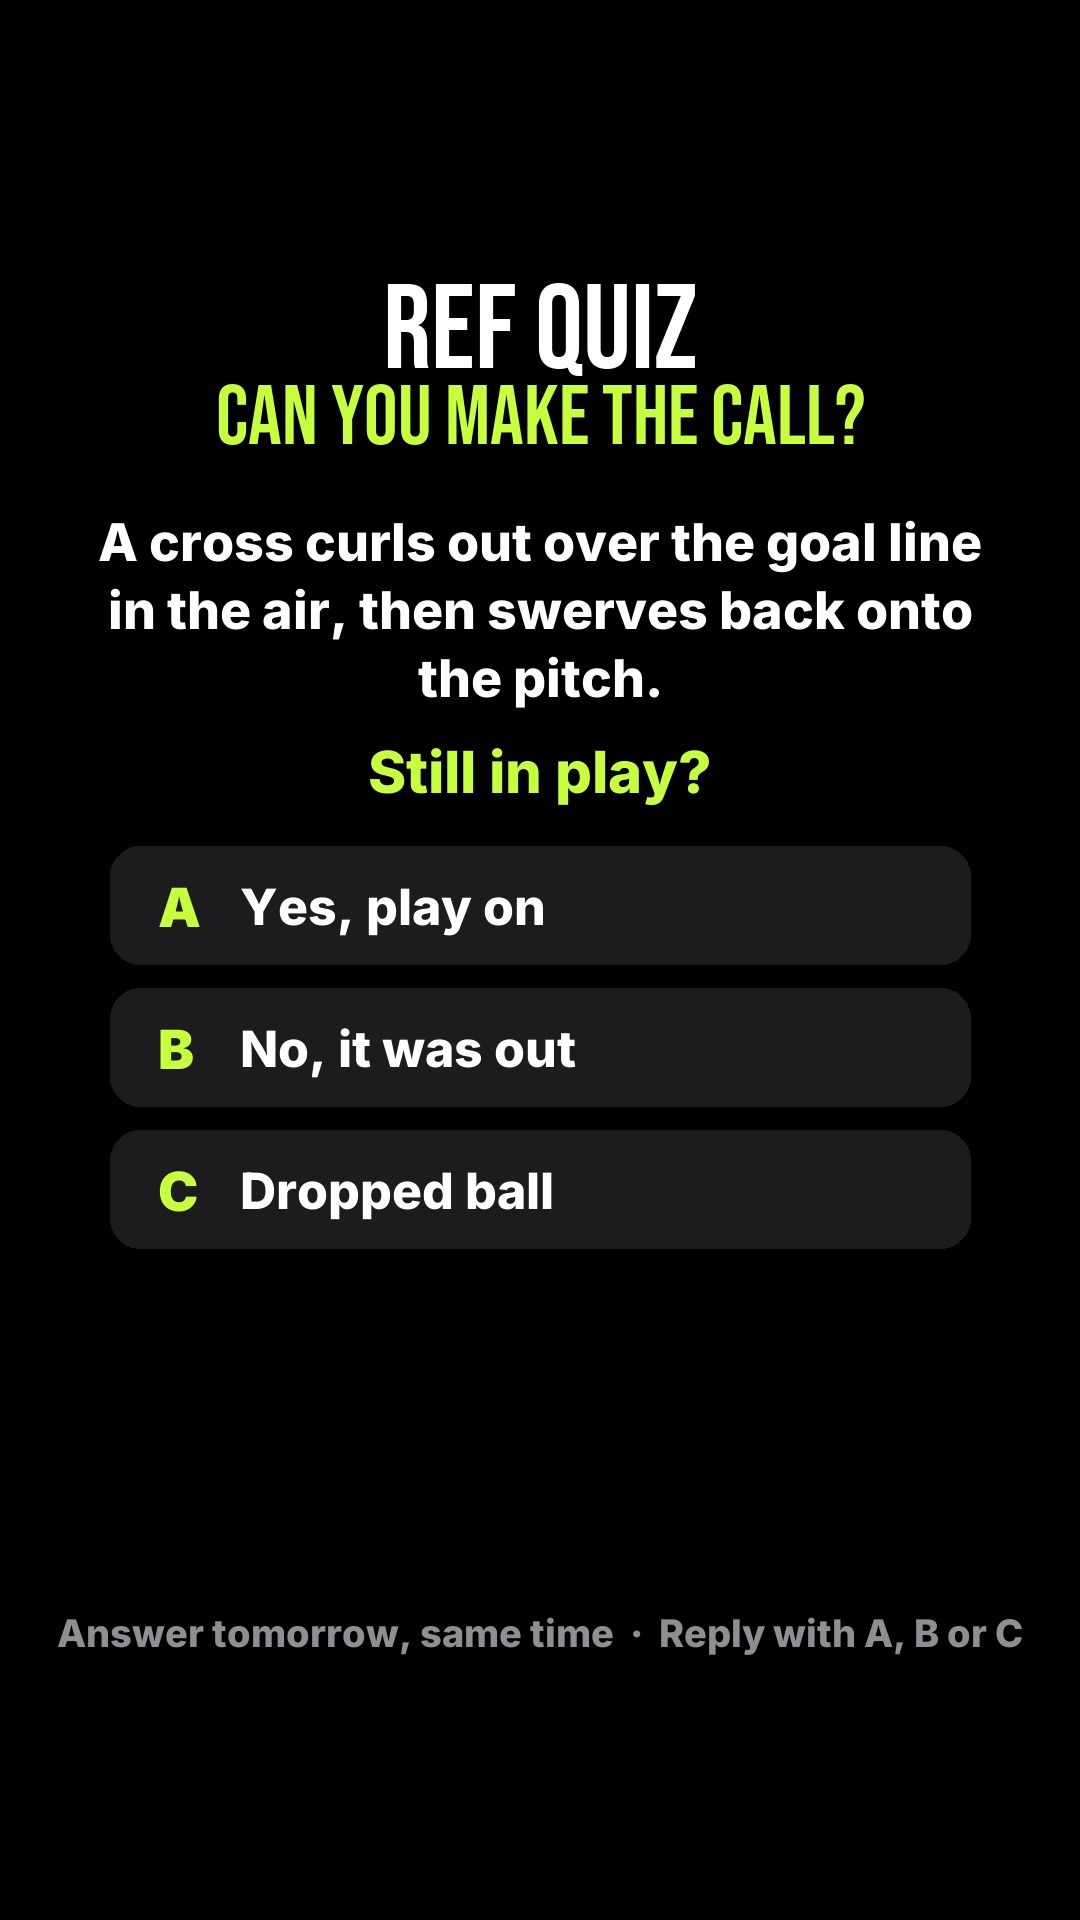 REF QUIZ
CAN YOU MAKE THE CALL?
A cross curls out over the goal line
in the air, then swerves back onto
the pitch.
Still in play?
A Yes, play on
B No, it was out
C Dropped ball
Answer tomorrow, same time · Reply with A, B or C